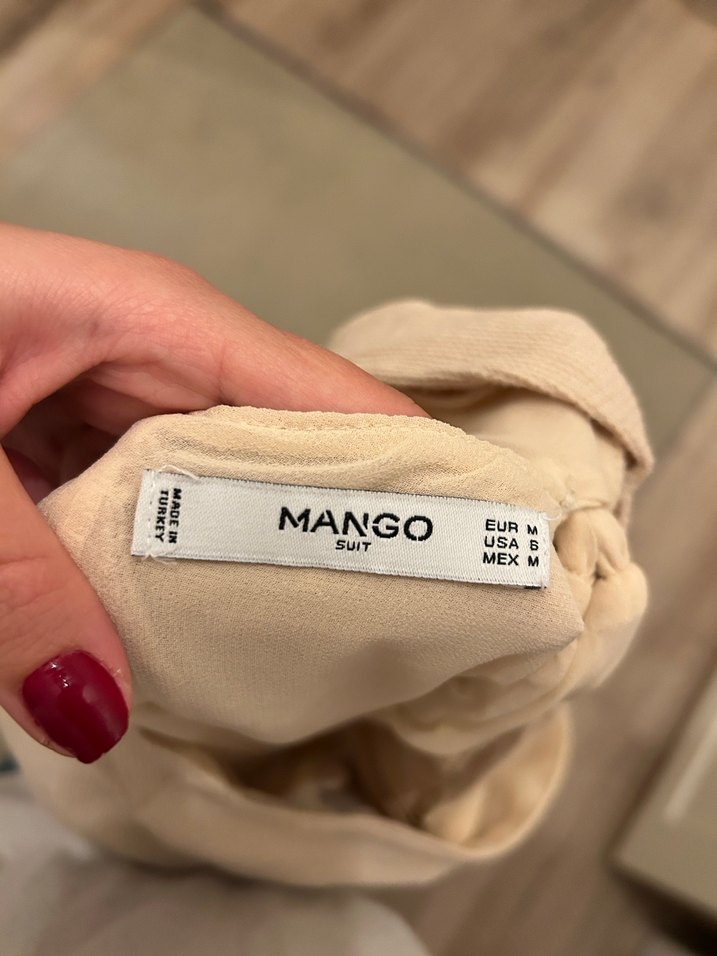 MADE IN
TURKEY
MANGO
SUIT
EUR M
USA 6
MEX M